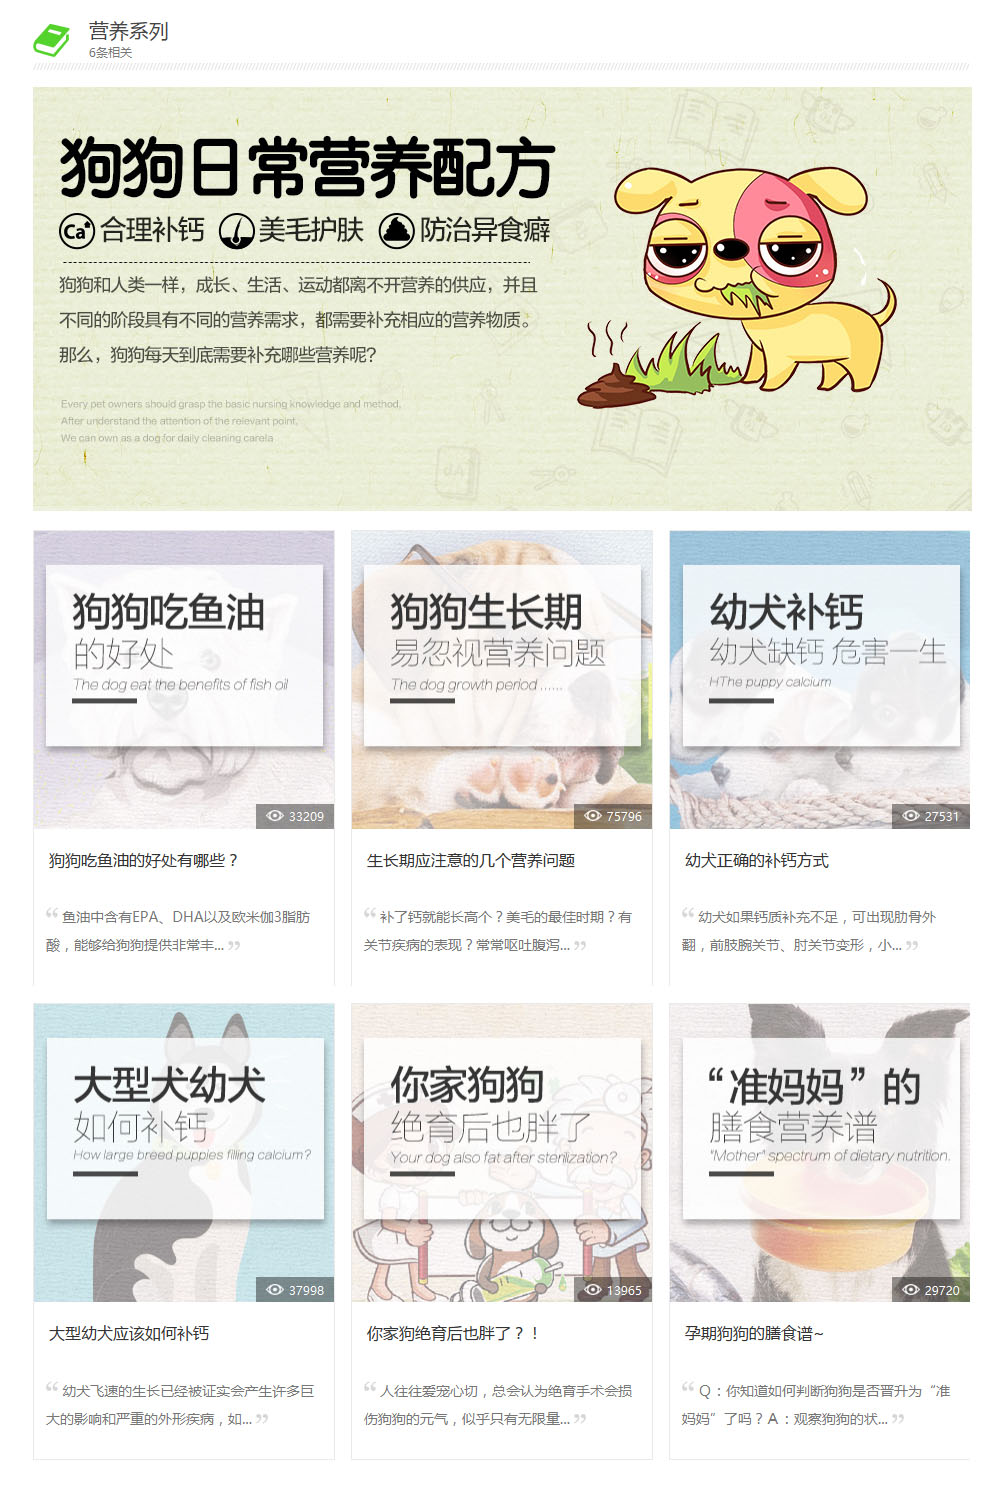 营养系列
6条相关
狗狗日常营养配方
Ca 合理补钙 美毛护肤 防治异食癖
狗狗和人类一样，成长、生活、运动都离不开营养的供应，并且
不同的阶段具有不同的营养需求，都需要补充相应的营养物质。
那么，狗狗每天到底需要补充哪些营养呢?
Every pet owners should grasp the basic nursing knowledge and method,
After understand the attention of the relevant point,
We can own as a dog for daily cleaning carela
狗狗吃鱼油
的好处
The dog eat the benefits of fish oil
33209
狗狗吃鱼油的好处有哪些？
“ 鱼油中含有EPA、DHA以及欧米伽3脂肪
酸，能够给狗狗提供非常丰... ”
狗狗生长期
易忽视营养问题
The dog growth period ......
75796
生长期应注意的几个营养问题
“ 补了钙就能长高个？美毛的最佳时期？有
关节疾病的表现？常常呕吐腹泻... ”
幼犬补钙
幼犬缺钙 危害一生
HThe puppy calcium
27531
幼犬正确的补钙方式
“ 幼犬如果钙质补充不足，可出现肋骨外
翻，前肢腕关节、肘关节变形，小... ”
大型犬幼犬
如何补钙
How large breed puppies filling calcium?
37998
大型幼犬应该如何补钙
“ 幼犬飞速的生长已经被证实会产生许多巨
大的影响和严重的外形疾病，如... ”
你家狗狗
绝育后也胖了
Your dog also fat after sterilization?
13965
你家狗绝育后也胖了？！
“ 人往往爱宠心切，总会认为绝育手术会损
伤狗狗的元气，似乎只有无限量... ”
“准妈妈”的
膳食营养谱
"Mother" spectrum of dietary nutrition.
29720
孕期狗狗的膳食谱~
“ Q：你知道如何判断狗狗是否晋升为“准
妈妈”了吗？A：观察狗狗的状... ”